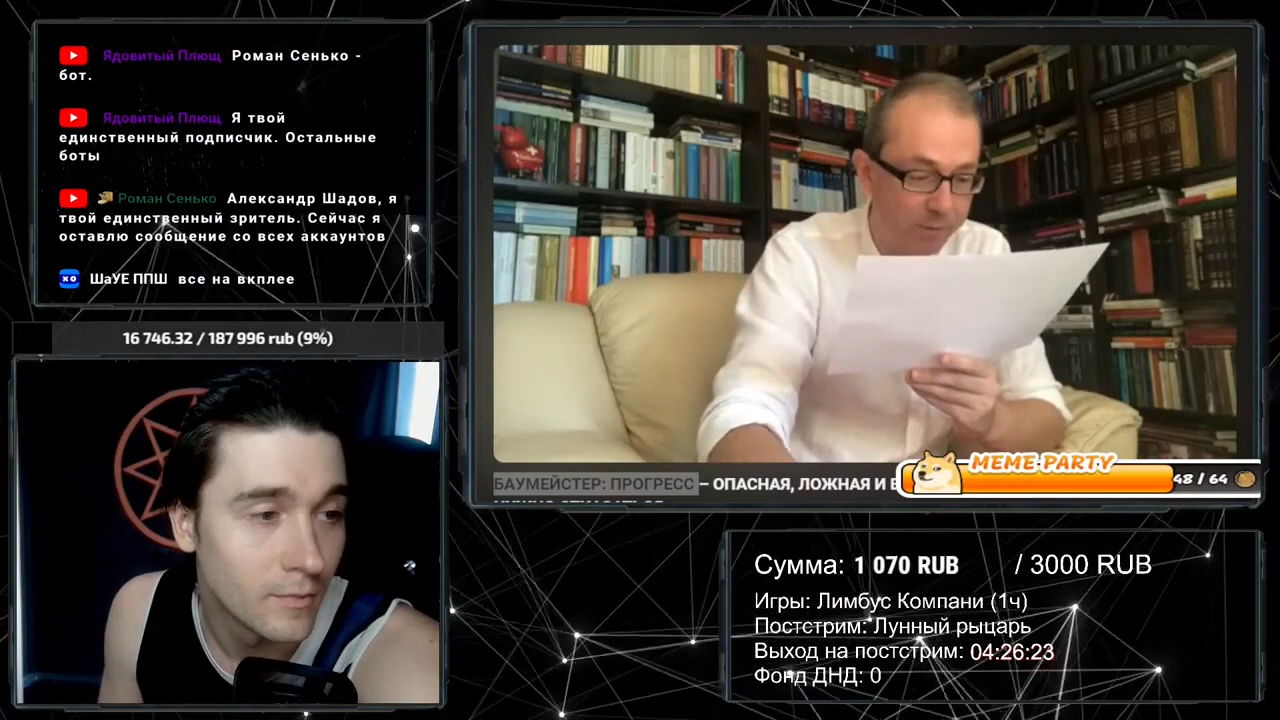 Ядовитый Плющ Роман Сенько -
бот.
Ядовитый Плющ Я твой
единственный подписчик. Остальные
боты
Роман Сенько Александр Шадов, я
твой единственный зритель. Сейчас я
оставлю сообщение со всех аккаунтов
ШаУЕ ППШ все на вкплее
16 746.32 / 187 996 rub (9%)
БАУМЕЙСТЕР: ПРОГРЕСС – ОПАСНАЯ, ЛОЖНАЯ И
MEME PARTY
48 / 64
Сумма: 1 070 RUB / 3000 RUB
Игры: Лимбус Компани (1ч)
Постстрим: Лунный рыцарь
Выход на постстрим: 04:26:23
Фонд ДНД: 0